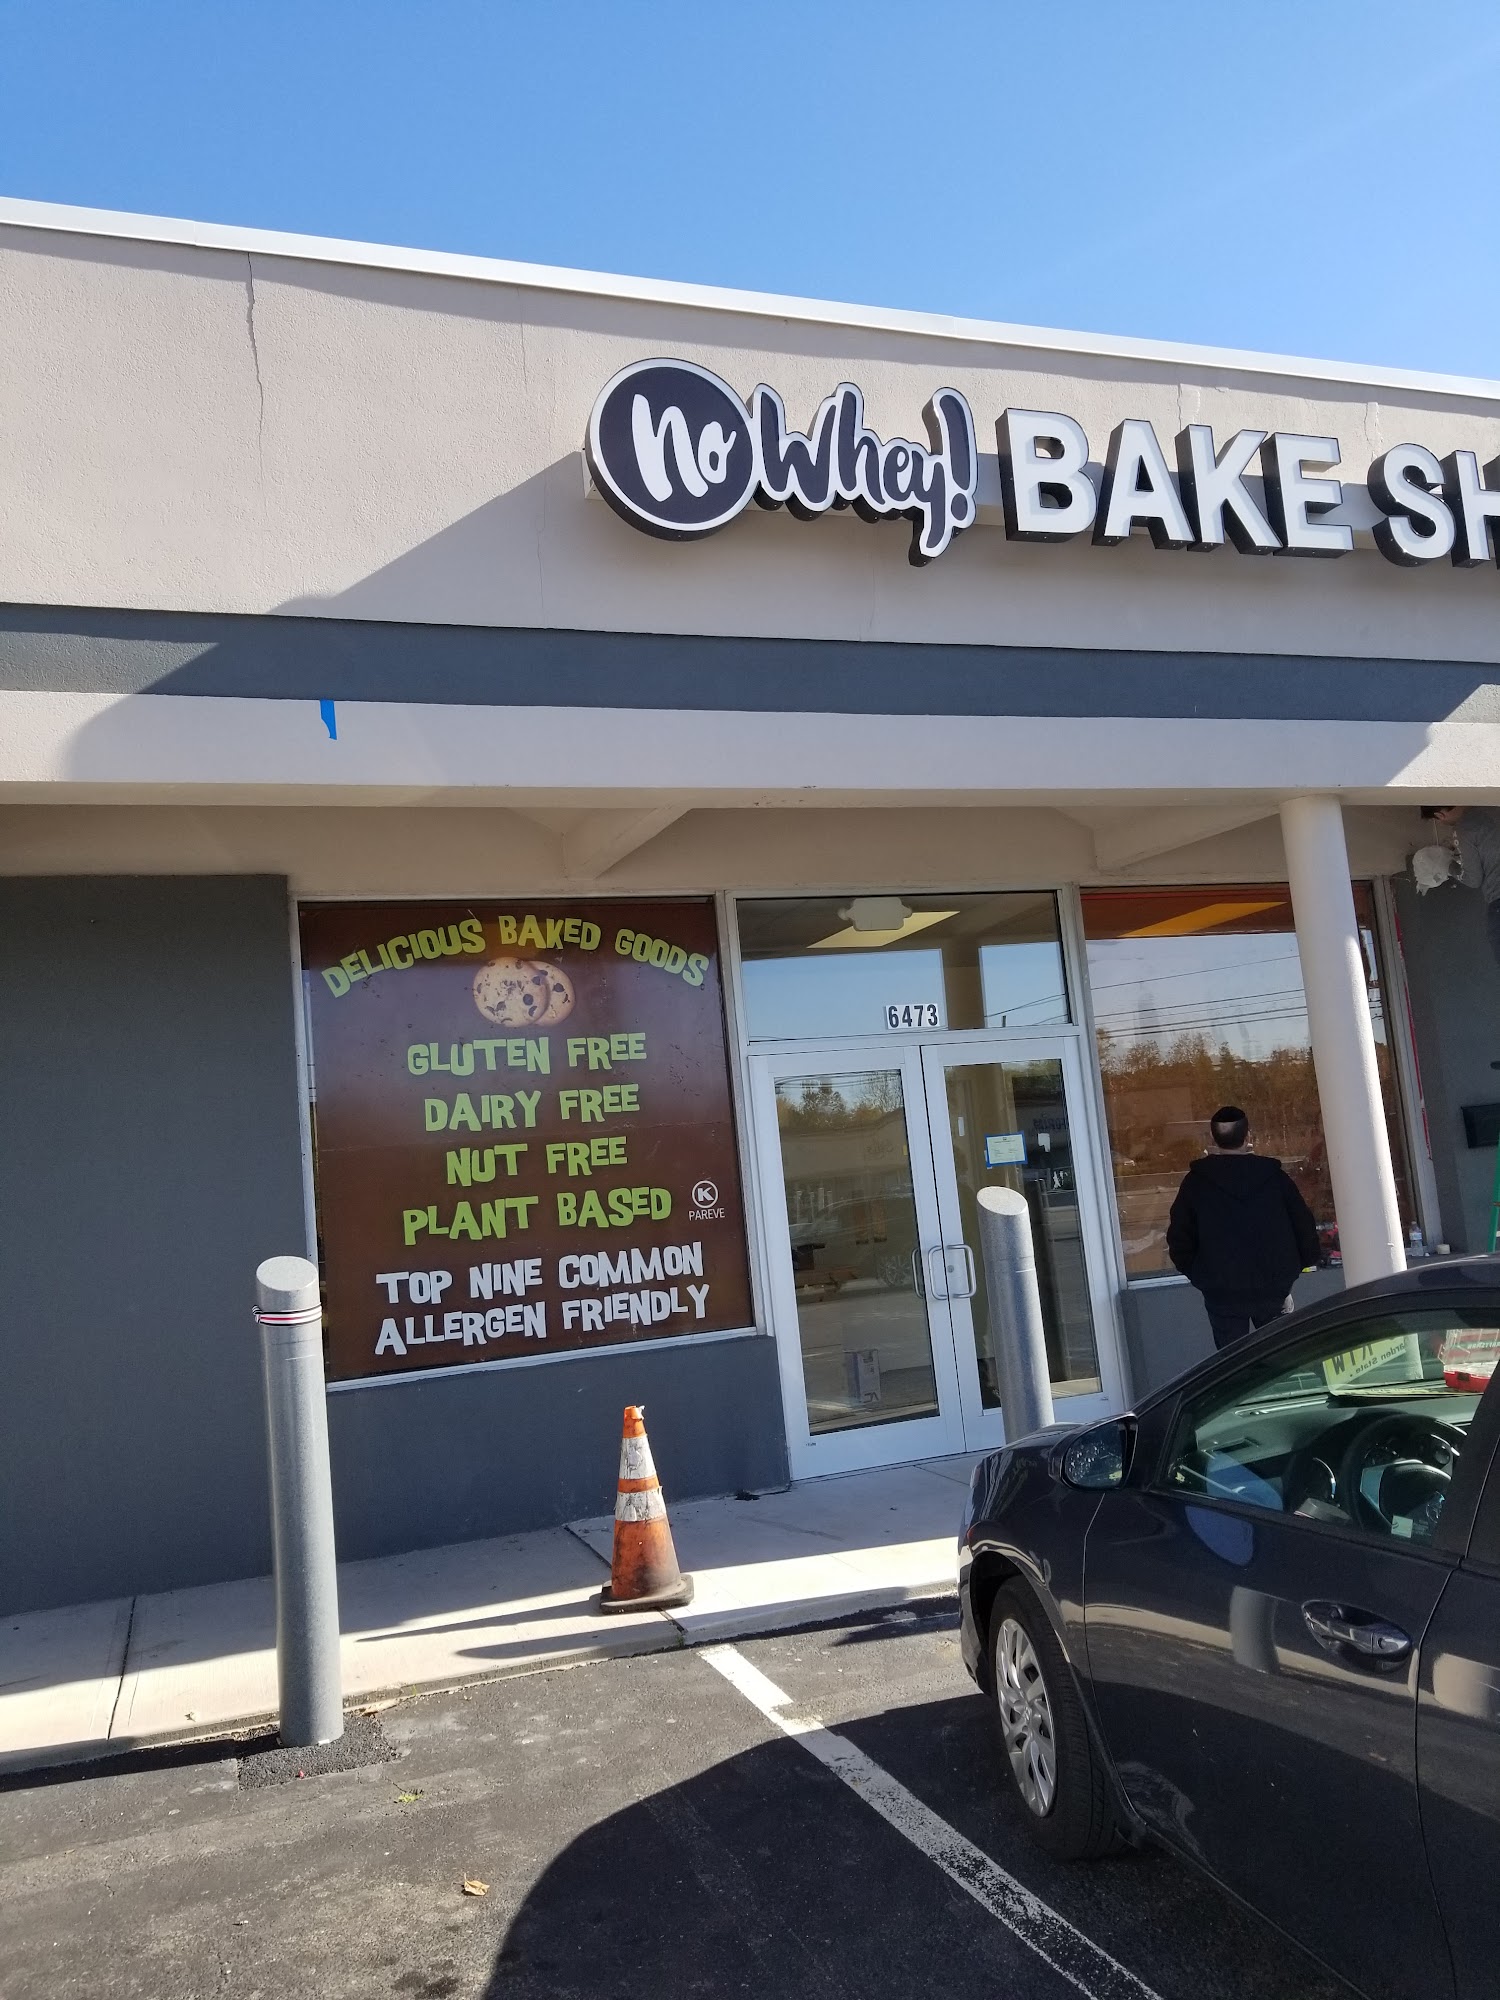 No Whey! BAKE SH
DELICIOUS BAKED GOODS
GLUTEN FREE
DAIRY FREE
NUT FREE
PLANT BASED
K
PAREVE
TOP NINE COMMON
ALLERGEN FRIENDLY
6473